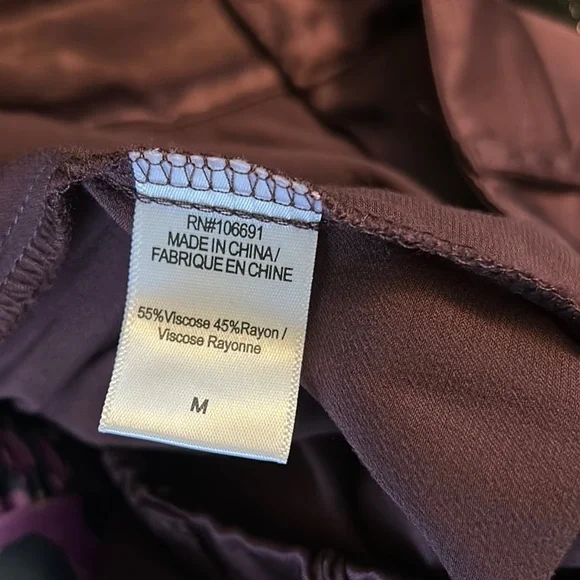 RN#106691
MADE IN CHINA/
FABRIQUE EN CHINE
55%Viscose 45%Rayon /
Viscose Rayonne
M